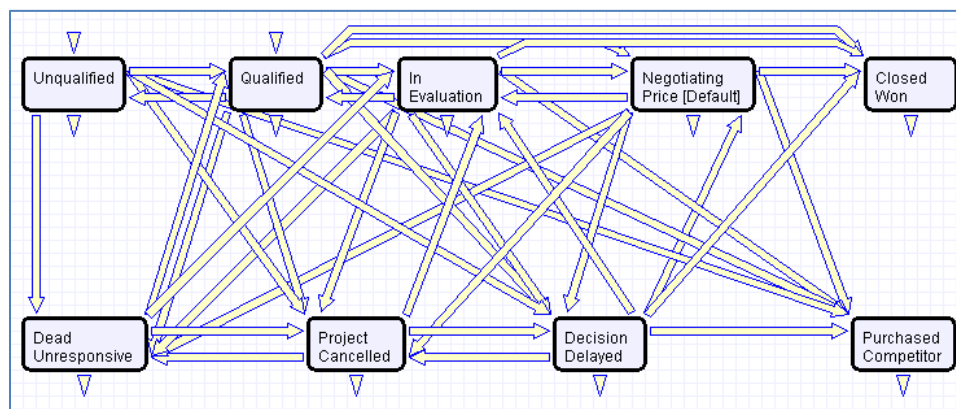 Unqualified
Qualified
In
Evaluation
Negotiating
Price [Default]
Closed
Won
Dead
Unresponsive
Project
Cancelled
Decision
Delayed
Purchased
Competitor